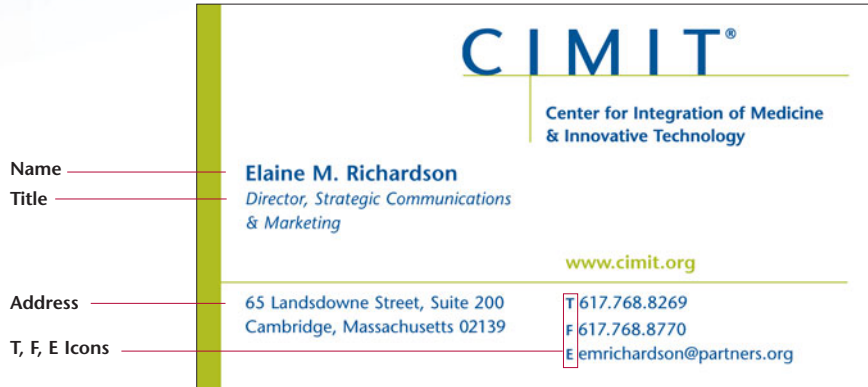 CIMIT®
Center for Integration of Medicine
& Innovative Technology
Name
Elaine M. Richardson
Title
Director, Strategic Communications
& Marketing
www.cimit.org
Address
65 Landsdowne Street, Suite 200
Cambridge, Massachusetts 02139
T 617.768.8269
F 617.768.8770
T, F, E Icons
E emrichardson@partners.org